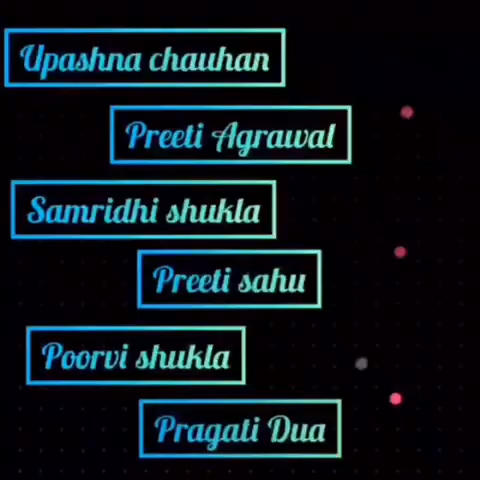 Upashna chauhan
Preeti Agrawal
Samridhi shukla
Preeti sahu
Poorvi shukla
Pragati Dua